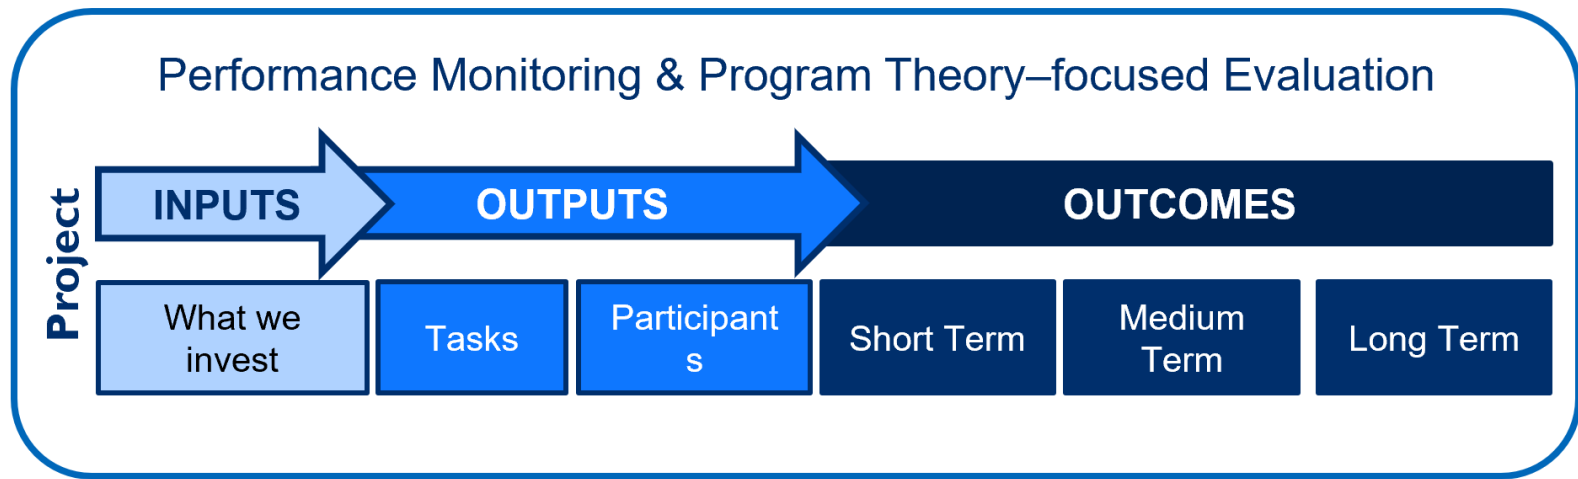 Performance Monitoring & Program Theory–focused Evaluation
Project
INPUTS
OUTPUTS
OUTCOMES
What we
invest
Tasks
Participant
s
Short Term
Medium
Term
Long Term